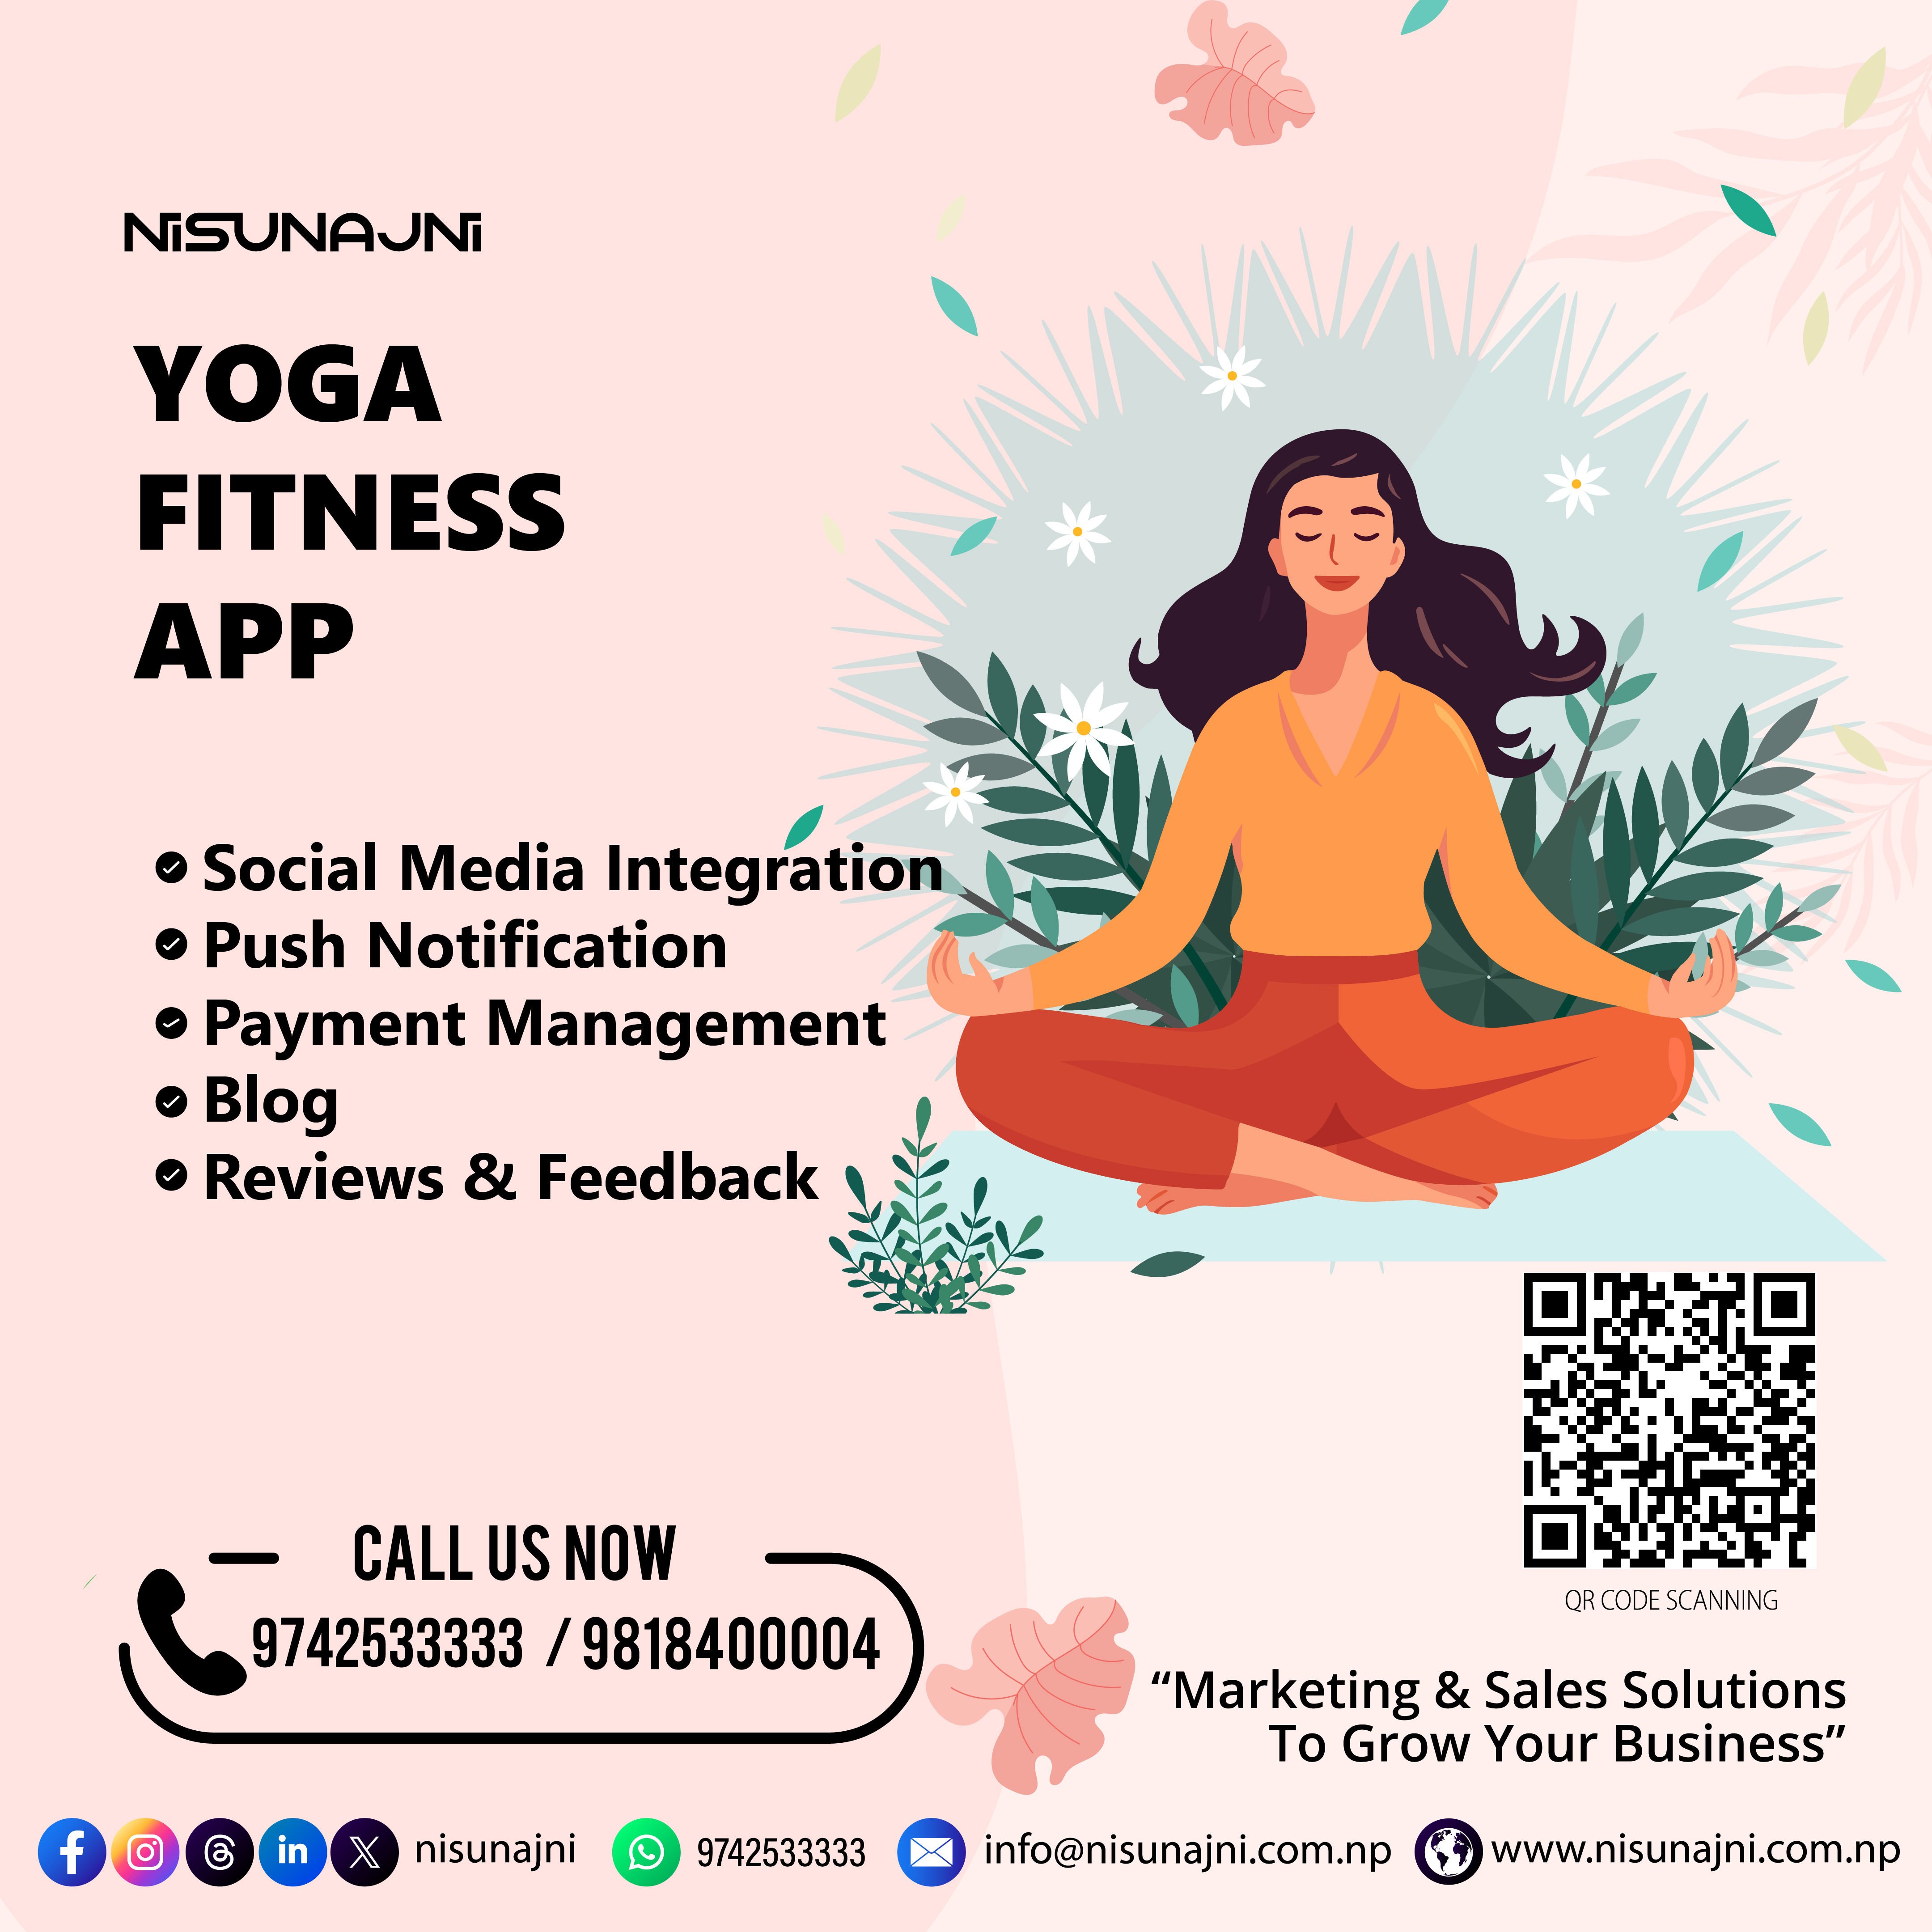 NiSUNAJNi
YOGA
FITNESS
APP
Social Media Integration
Push Notification
Payment Management
Blog
Reviews & Feedback
CALL US NOW
9742533333 / 9818400004
QR CODE SCANNING
“Marketing & Sales Solutions
To Grow Your Business”
nisunajni 9742533333 info@nisunajni.com.np www.nisunajni.com.np